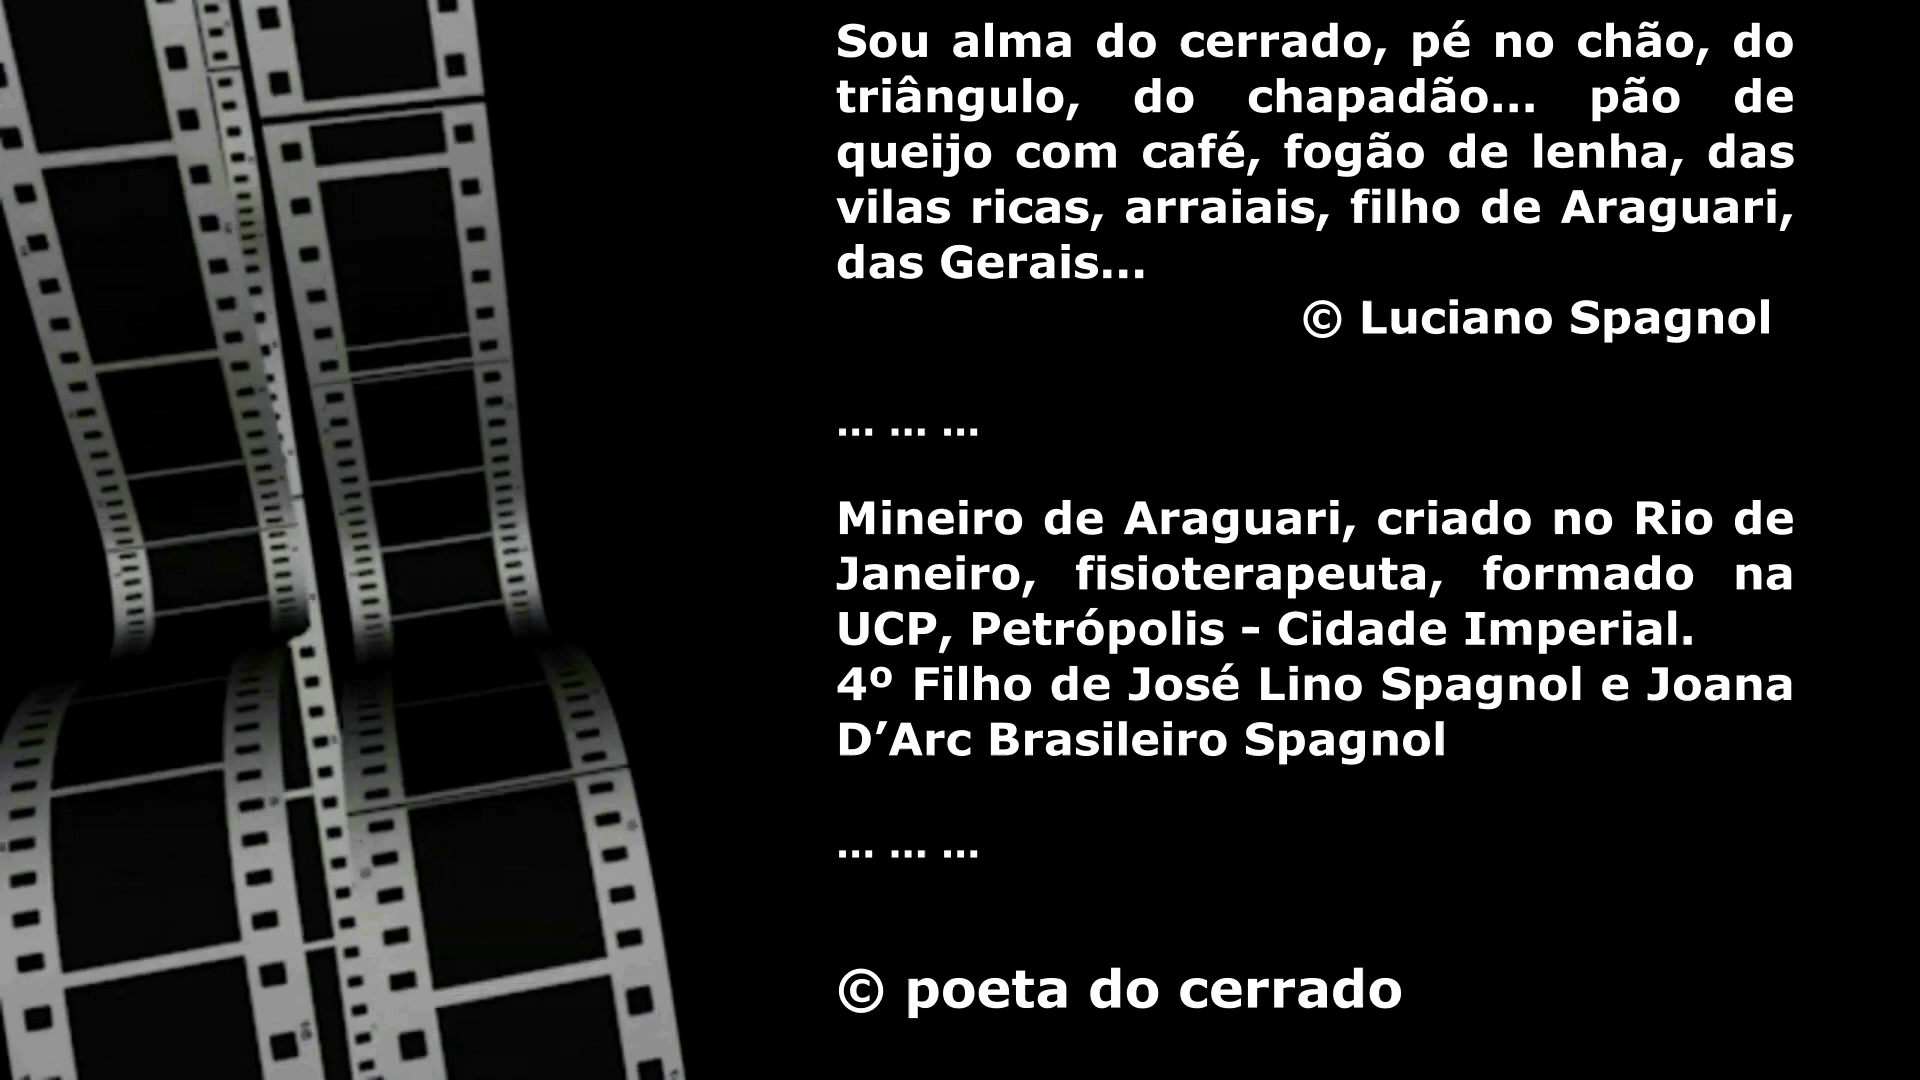 Sou alma do cerrado, pé no chão, do
triângulo, do chapadão... pão de
queijo com café, fogão de lenha, das
vilas ricas, arraiais, filho de Araguari,
das Gerais...
© Luciano Spagnol
... ... ...
Mineiro de Araguari, criado no Rio de
Janeiro, fisioterapeuta, formado na
UCP, Petrópolis - Cidade Imperial.
4º Filho de José Lino Spagnol e Joana
D’Arc Brasileiro Spagnol
... ... ...
© poeta do cerrado